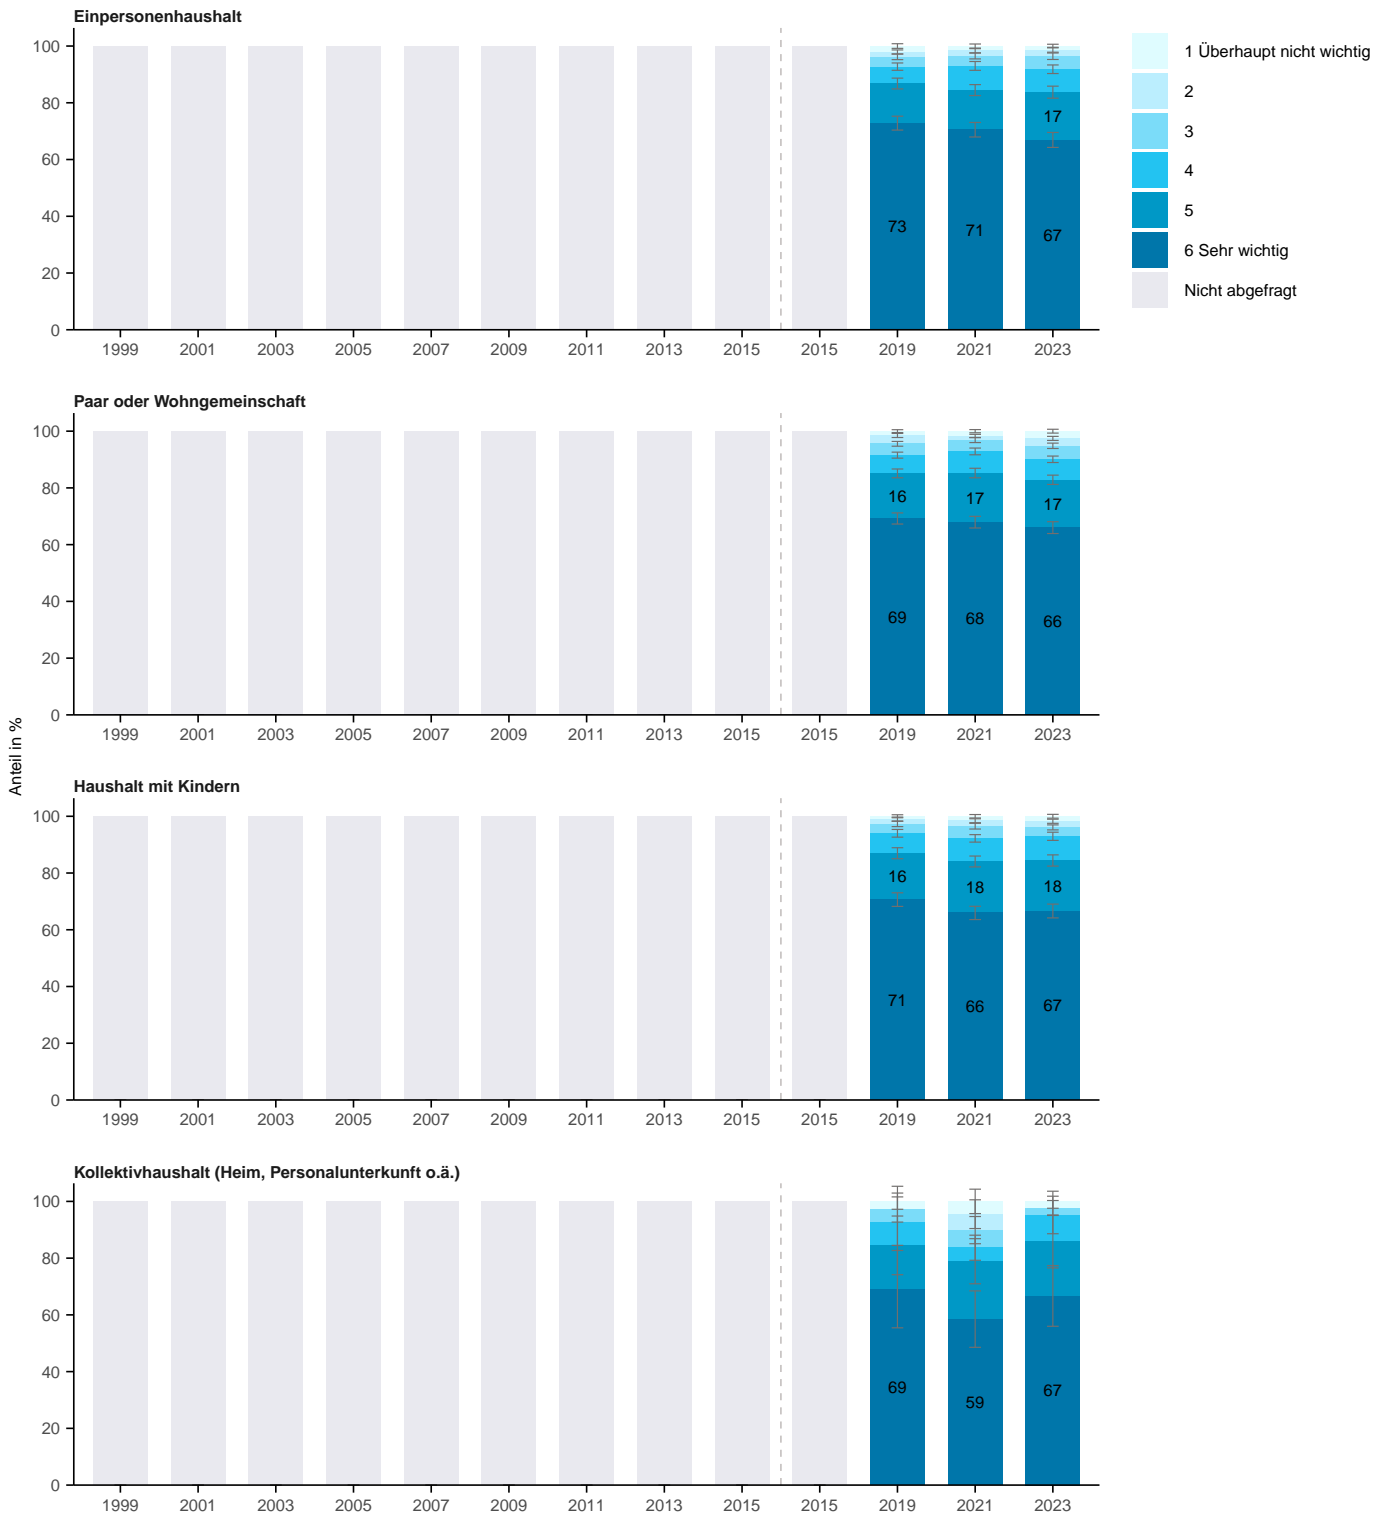 Einpersonenhaushalt
100
80
60
40
20
0
17
73
71
67
1999 2001 2003 2005 2007 2009 2011 2013 2015 2015 2019 2021 2023
1 Überhaupt nicht wichtig
2
3
4
5
6 Sehr wichtig
Nicht abgefragt
Paar oder Wohngemeinschaft
100
80
60
40
20
0
16 17 17
69 68 66
1999 2001 2003 2005 2007 2009 2011 2013 2015 2015 2019 2021 2023
Anteil in %
Haushalt mit Kindern
100
80
60
40
20
0
16 18 18
71 66 67
1999 2001 2003 2005 2007 2009 2011 2013 2015 2015 2019 2021 2023
Kollektivhaushalt (Heim, Personalunterkunft o.ä.)
100
80
60
40
20
0
69 59 67
1999 2001 2003 2005 2007 2009 2011 2013 2015 2015 2019 2021 2023